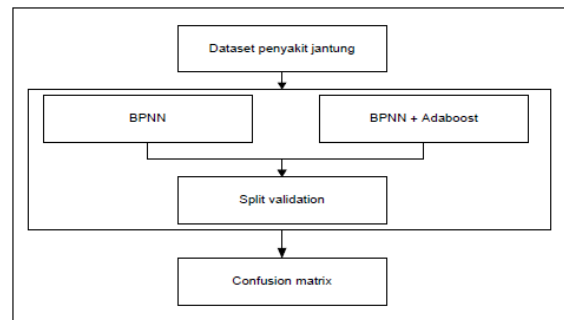 Dataset penyakit jantung
BPNN
BPNN + Adaboost
Split validation
Confusion matrix